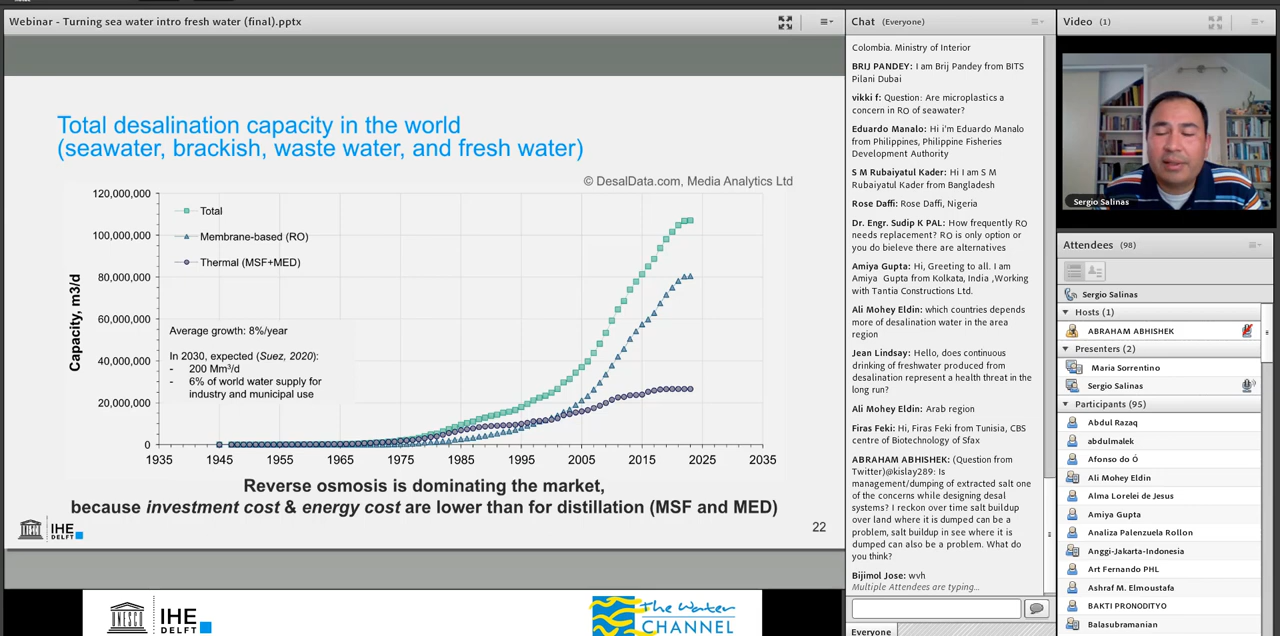 Webinar - Turning sea water intro fresh water (final).pptx
Total desalination capacity in the world
(seawater, brackish, waste water, and fresh water)
© DesalData.com, Media Analytics Ltd
Capacity, m3/d
120,000,000
100,000,000
80,000,000
60,000,000
40,000,000
20,000,000
0
Total
Membrane-based (RO)
Thermal (MSF+MED)
Average growth: 8%/year
In 2030, expected (Suez, 2020):
- 200 Mm³/d
- 6% of world water supply for
industry and municipal use
1935 1945 1955 1965 1975 1985 1995 2005 2015 2025 2035
Reverse osmosis is dominating the market,
because investment cost & energy cost are lower than for distillation (MSF and MED)
unesco
IHE
DELFT
22
unesco
IHE
DELFT
The Water
CHANNEL
Chat (Everyone)
Colombia. Ministry of Interior
BRIJ PANDEY: I am Brij Pandey from BITS
Pilani Dubai
vikki f: Question: Are microplastics a
concern in RO of seawater?
Eduardo Manalo: Hi i'm Eduardo Manalo
from Philippines, Philippine Fisheries
Development Authority
S M Rubaiyatul Kader: Hi I am S M
Rubaiyatul Kader from Bangladesh
Rose Daffi: Rose Daffi, Nigeria
Dr. Engr. Sudip K PAL: How frequently RO
needs replacement? RO is only option or
you do bieleve there are alternatives
Amiya Gupta: Hi, Greeting to all. I am
Amiya Gupta from Kolkata, India ,Working
with Tantia Constructions Ltd.
Ali Mohey Eldin: which countries depends
more of desalination water in the area
region
Jean Lindsay: Hello, does continuous
drinking of freshwater produced from
desalination represent a health threat in the
long run?
Ali Mohey Eldin: Arab region
Firas Feki: Hi, Firas Feki from Tunisia, CBS
centre of Biotechnology of Sfax
ABRAHAM ABHISHEK: (Question from
Twitter)@kislay289: Is
management/dumping of extracted salt one
of the concerns while designing desal
systems? I reckon over time salt buildup
over land where it is dumped can be a
problem, salt buildup in see where it is
dumped can also be a problem. What do
you think?
Bijimol Jose: wvh
Multiple Attendees are typing...
Everyone
Video (1)
Sergio Salinas
Attendees (98)
Sergio Salinas
Hosts (1)
ABRAHAM ABHISHEK
Presenters (2)
Maria Sorrentino
Sergio Salinas
Participants (95)
Abdul Razaq
abdulmalek
Afonso do Ó
Ali Mohey Eldin
Alma Lorelei de Jesus
Amiya Gupta
Analiza Palenzuela Rollon
Anggi-Jakarta-Indonesia
Art Fernando PHL
Ashraf M. Elmoustafa
BAKTI PRONODITYO
Balasubramanian